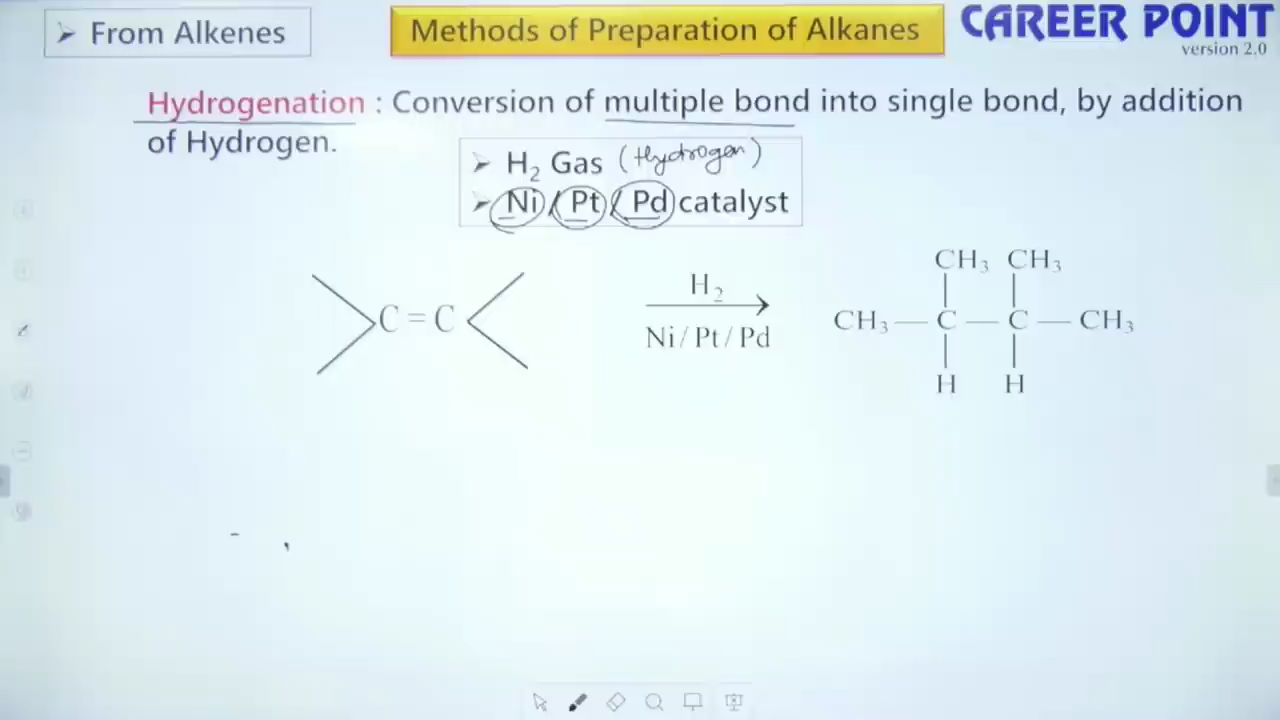 ➢ From Alkenes
Methods of Preparation of Alkanes
CAREER POINT
version 2.0
Hydrogenation : Conversion of multiple bond into single bond, by addition
of Hydrogen.
➢ H₂ Gas (Hydrogen)
➢ Ni / Pt / Pd catalyst
CH₃ CH₃
C = C
H₂
Ni / Pt / Pd
CH₃ — C — C — CH₃
H H